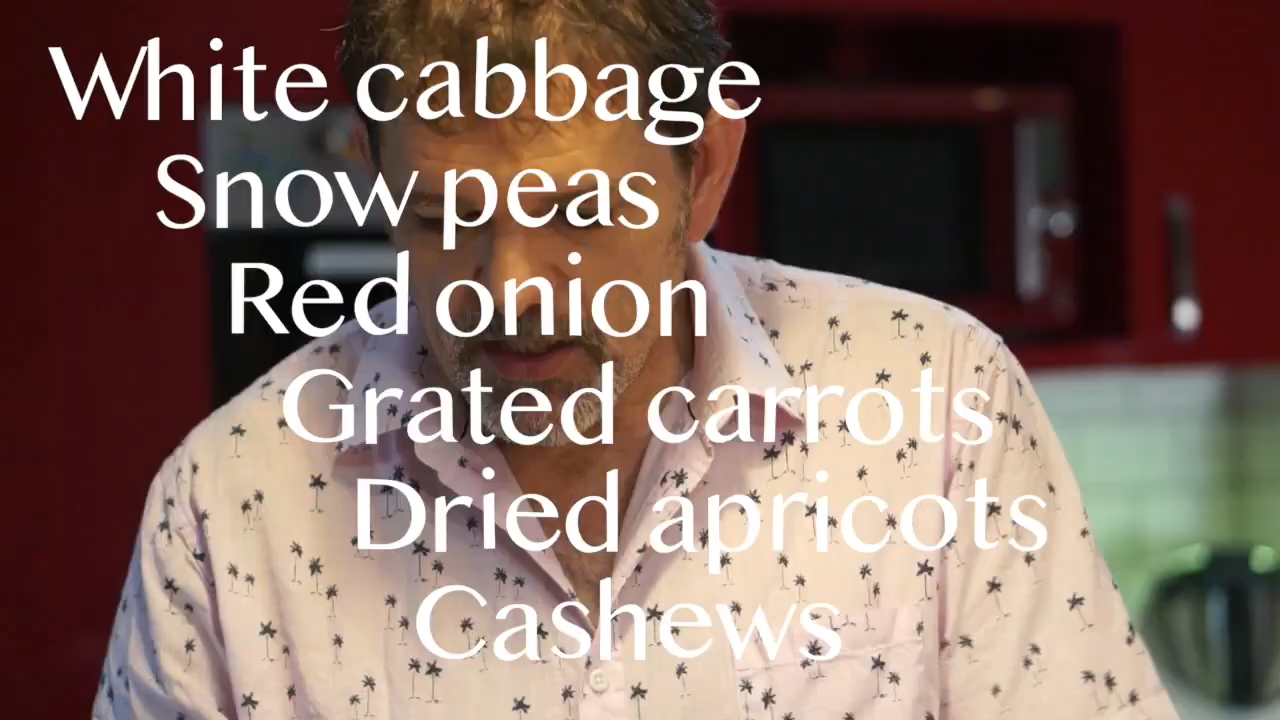 White cabbage
Snow peas
Red onion
Grated carrots
Dried apricots
Cashews